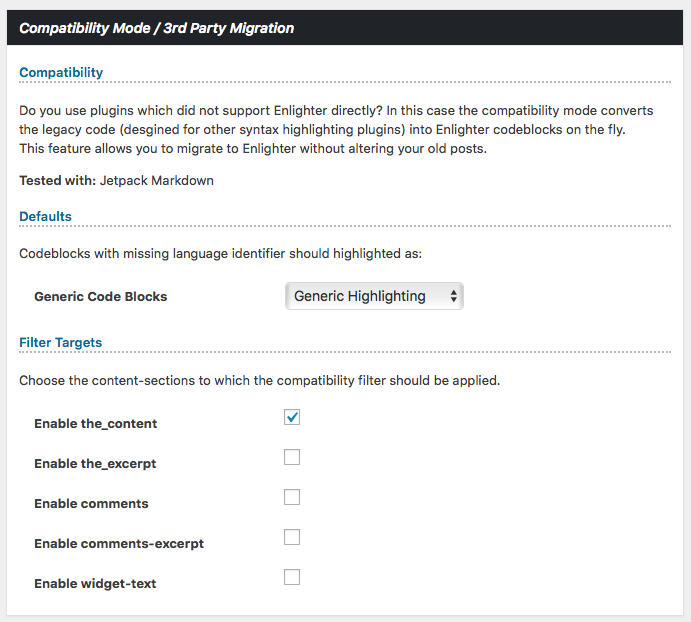 Compatibility Mode / 3rd Party Migration
Compatibility
Do you use plugins which did not support Enlighter directly? In this case the compatibility mode converts
the legacy code (desgined for other syntax highlighting plugins) into Enlighter codeblocks on the fly.
This feature allows you to migrate to Enlighter without altering your old posts.
Tested with: Jetpack Markdown
Defaults
Codeblocks with missing language identifier should highlighted as:
Generic Code Blocks Generic Highlighting
Filter Targets
Choose the content-sections to which the compatibility filter should be applied.
Enable the_content
Enable the_excerpt
Enable comments
Enable comments-excerpt
Enable widget-text